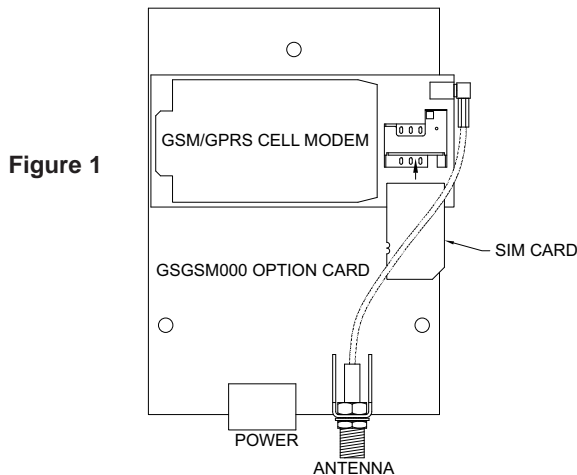 Figure 1
GSM/GPRS CELL MODEM
SIM CARD
GSGSM000 OPTION CARD
POWER
ANTENNA